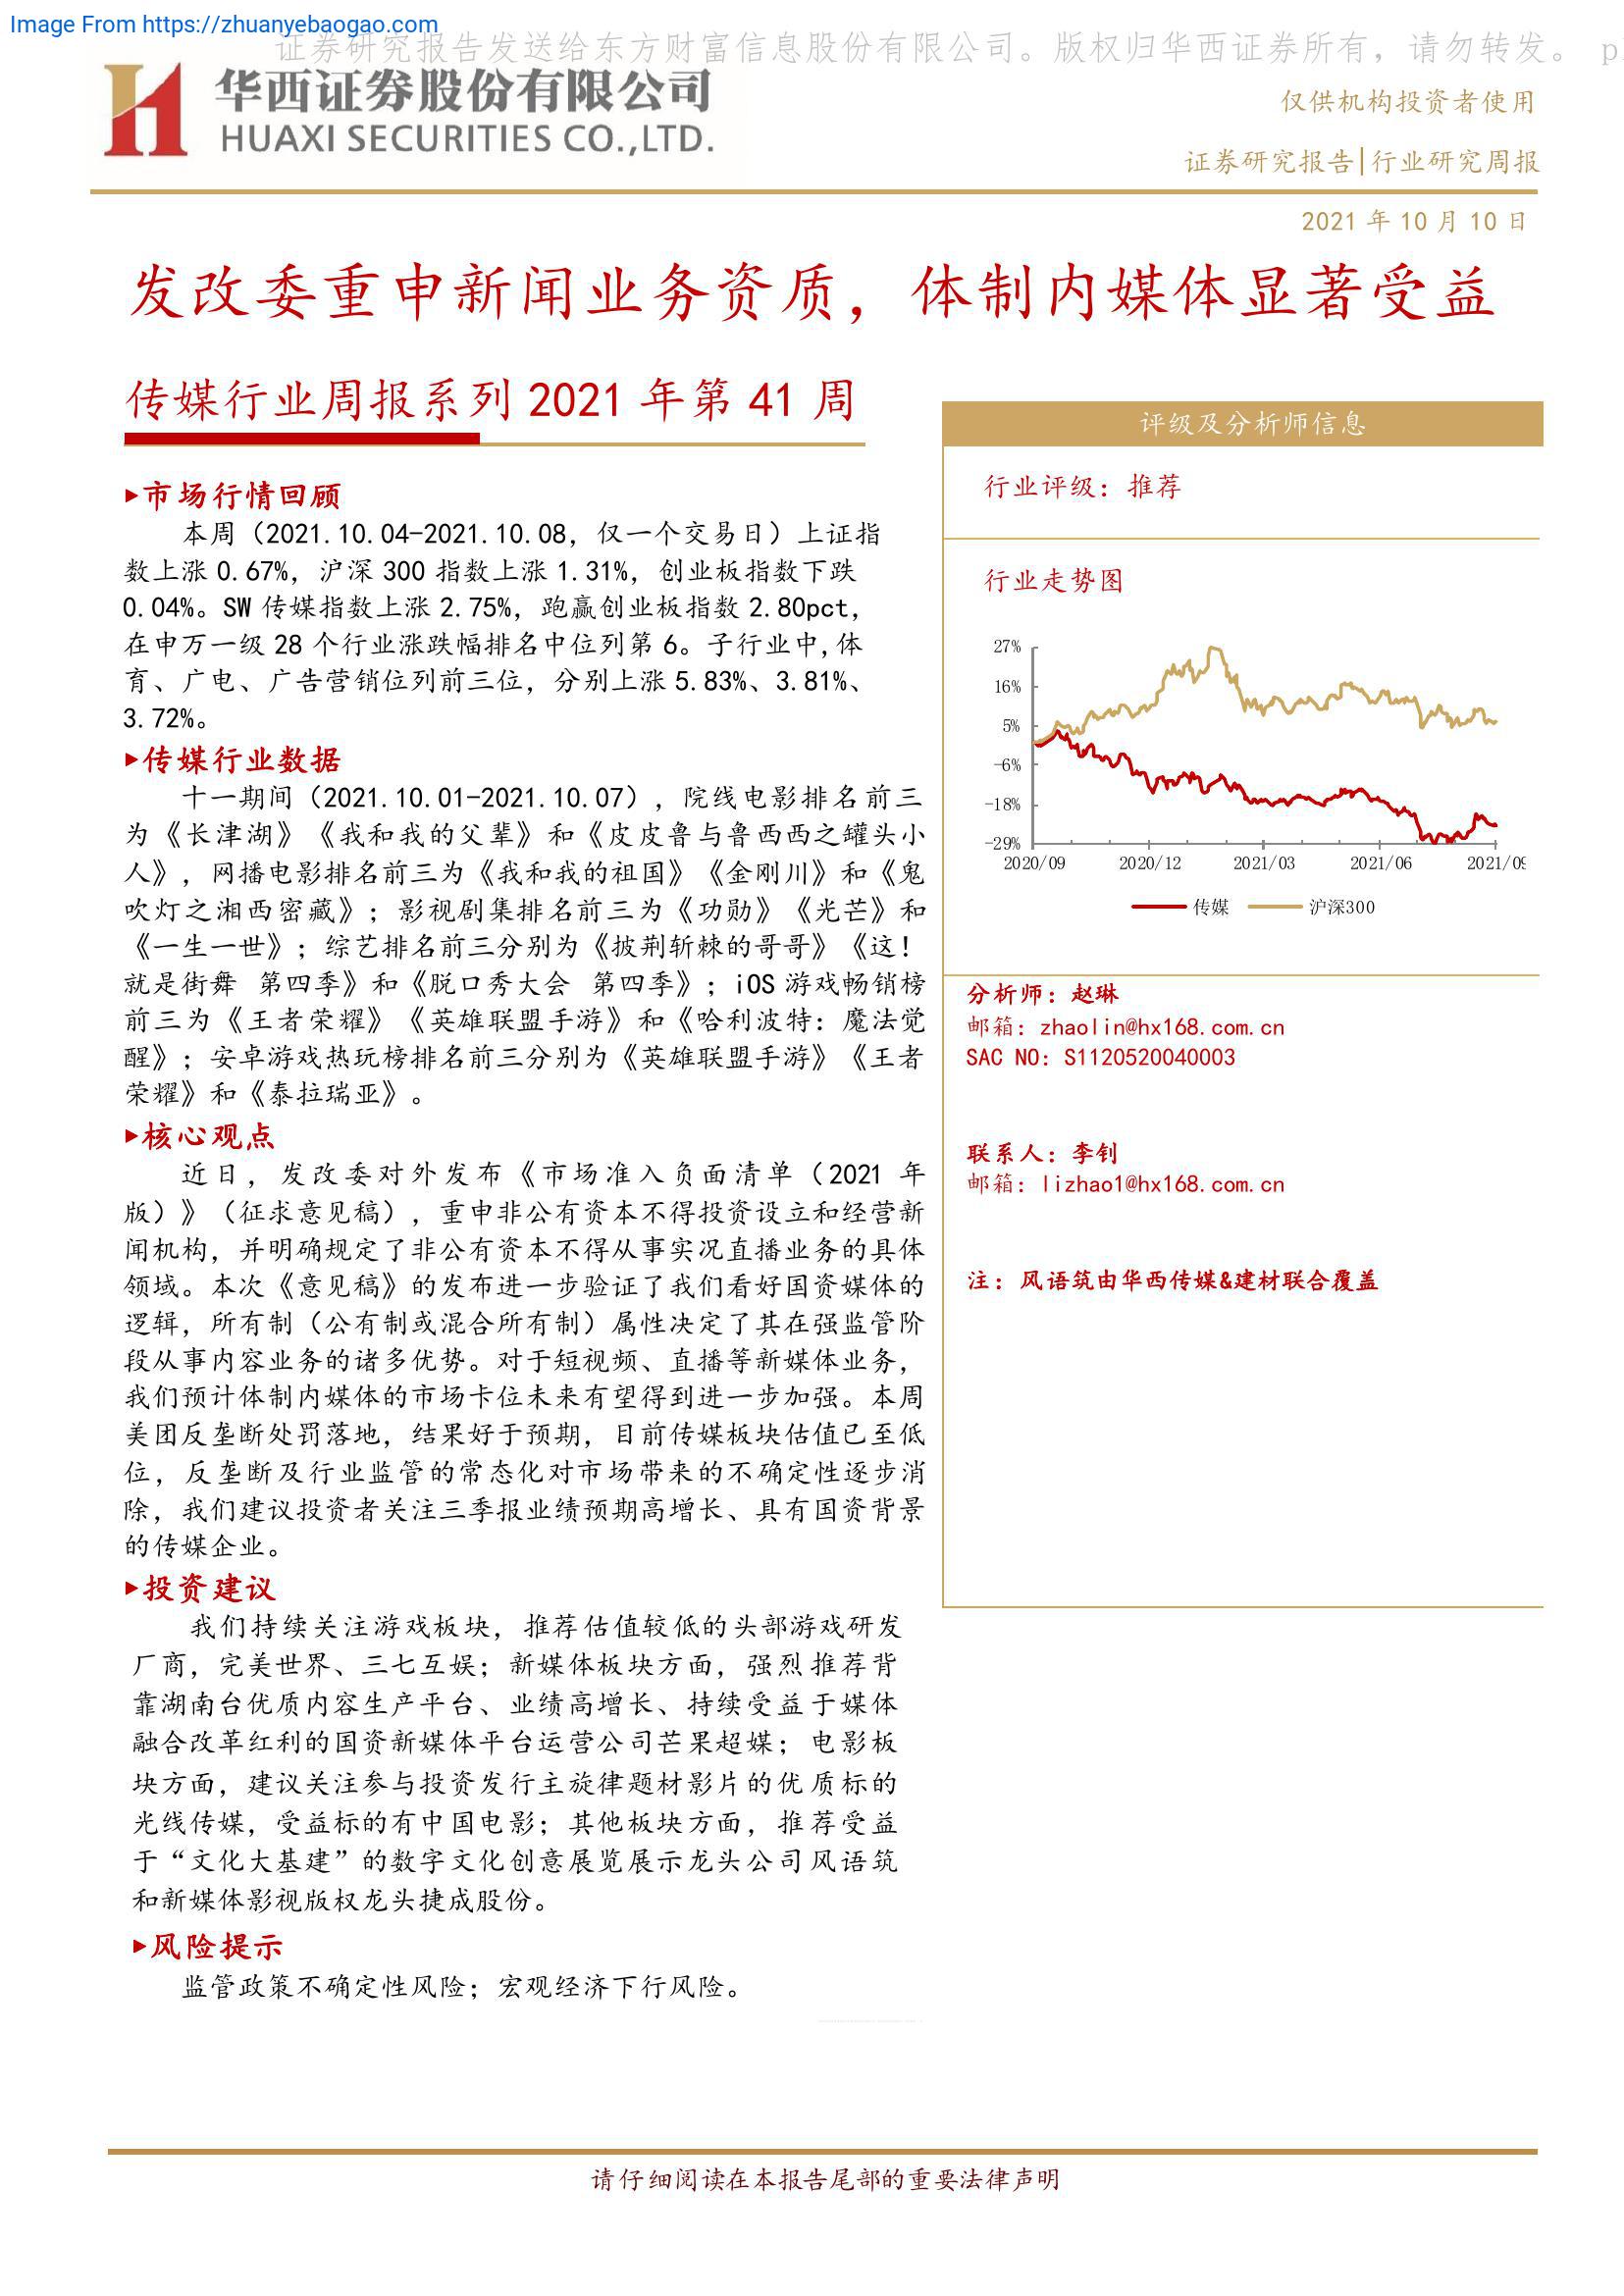 Image From https://zhuanyebaogao.com
证券研究报告发送给东方财富信息股份有限公司。版权归华西证券所有，请勿转发。 p
华西证券股份有限公司
HUAXI SECURITIES CO.,LTD.
仅供机构投资者使用
证券研究报告|行业研究周报
2021 年 10 月 10 日
发改委重申新闻业务资质，体制内媒体显著受益
传媒行业周报系列 2021 年第 41 周
▸市场行情回顾
本周（2021.10.04-2021.10.08，仅一个交易日）上证指
数上涨 0.67%，沪深 300 指数上涨 1.31%，创业板指数下跌
0.04%。SW 传媒指数上涨 2.75%，跑赢创业板指数 2.80pct，
在申万一级 28 个行业涨跌幅排名中位列第 6。子行业中,体
育、广电、广告营销位列前三位，分别上涨 5.83%、3.81%、
3.72%。
▸传媒行业数据
十一期间（2021.10.01-2021.10.07），院线电影排名前三
为《长津湖》《我和我的父辈》和《皮皮鲁与鲁西西之罐头小
人》，网播电影排名前三为《我和我的祖国》《金刚川》和《鬼
吹灯之湘西密藏》；影视剧集排名前三为《功勋》《光芒》和
《一生一世》；综艺排名前三分别为《披荆斩棘的哥哥》《这！
就是街舞 第四季》和《脱口秀大会 第四季》；iOS 游戏畅销榜
前三为《王者荣耀》《英雄联盟手游》和《哈利波特：魔法觉
醒》；安卓游戏热玩榜排名前三分别为《英雄联盟手游》《王者
荣耀》和《泰拉瑞亚》。
▸核心观点
近日，发改委对外发布《市场准入负面清单（2021 年
版）》（征求意见稿），重申非公有资本不得投资设立和经营新
闻机构，并明确规定了非公有资本不得从事实况直播业务的具体
领域。本次《意见稿》的发布进一步验证了我们看好国资媒体的
逻辑，所有制（公有制或混合所有制）属性决定了其在强监管阶
段从事内容业务的诸多优势。对于短视频、直播等新媒体业务，
我们预计体制内媒体的市场卡位未来有望得到进一步加强。本周
美团反垄断处罚落地，结果好于预期，目前传媒板块估值已至低
位，反垄断及行业监管的常态化对市场带来的不确定性逐步消
除，我们建议投资者关注三季报业绩预期高增长、具有国资背景
的传媒企业。
▸投资建议
我们持续关注游戏板块，推荐估值较低的头部游戏研发
厂商，完美世界、三七互娱；新媒体板块方面，强烈推荐背
靠湖南台优质内容生产平台、业绩高增长、持续受益于媒体
融合改革红利的国资新媒体平台运营公司芒果超媒；电影板
块方面，建议关注参与投资发行主旋律题材影片的优质标的
光线传媒，受益标的有中国电影；其他板块方面，推荐受益
于“文化大基建”的数字文化创意展览展示龙头公司风语筑
和新媒体影视版权龙头捷成股份。
▸风险提示
监管政策不确定性风险；宏观经济下行风险。
评级及分析师信息
行业评级：推荐
行业走势图
27%
16%
5%
-6%
-18%
-29%
2020/09 2020/12 2021/03 2021/06 2021/09
传媒 沪深300
分析师：赵琳
邮箱：zhaolin@hx168.com.cn
SAC NO：S1120520040003
联系人：李钊
邮箱：lizhao1@hx168.com.cn
注：风语筑由华西传媒&建材联合覆盖
请仔细阅读在本报告尾部的重要法律声明